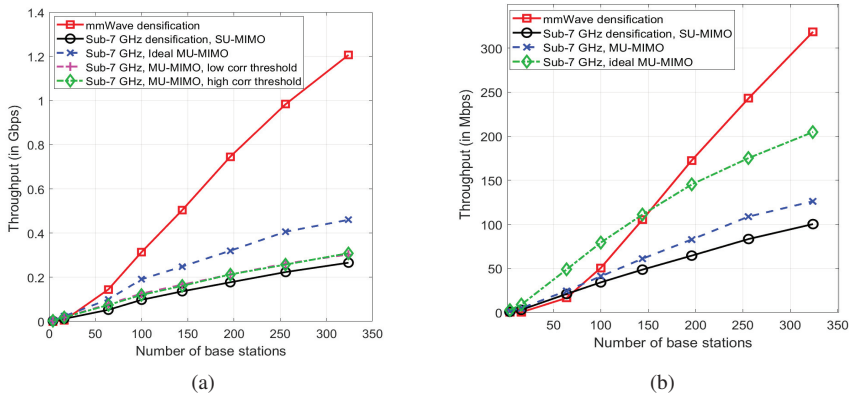 mmWave densification
Sub-7 GHz densification, SU-MIMO
Sub-7 GHz, Ideal MU-MIMO
Sub-7 GHz, MU-MIMO, low corr threshold
Sub-7 GHz, MU-MIMO, high corr threshold
Throughput (in Gbps)
1.4
1.2
1
0.8
0.6
0.4
0.2
0
0 50 100 150 200 250 300 350
Number of base stations
(a)
mmWave densification
Sub-7 GHz densification, SU-MIMO
Sub-7 GHz, MU-MIMO
Sub-7 GHz, ideal MU-MIMO
Throughput (in Mbps)
350
300
250
200
150
100
50
0
50 100 150 200 250 300 350
Number of base stations
(b)